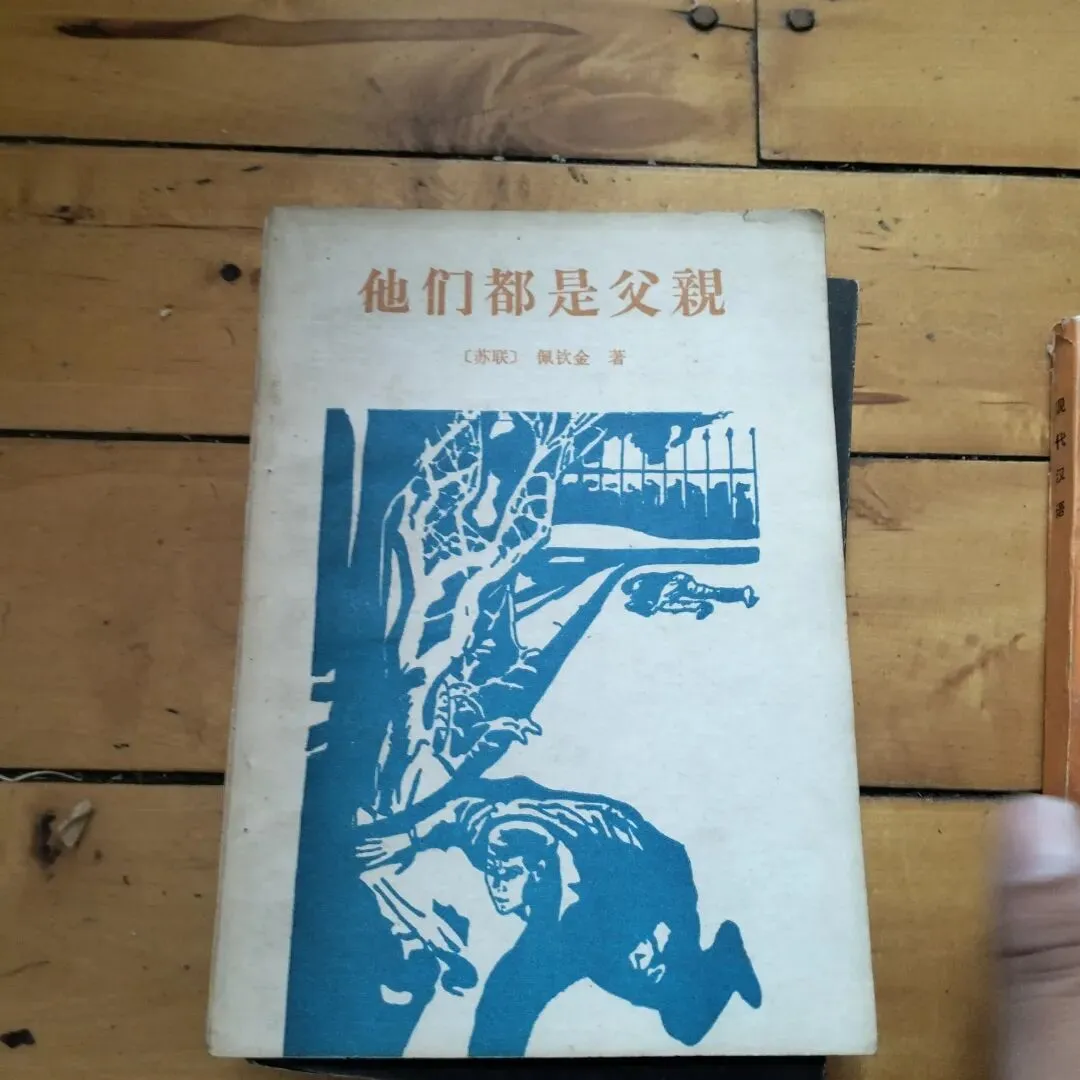 他们都是父親
〔苏联〕 佩钦金 著
现代汉语